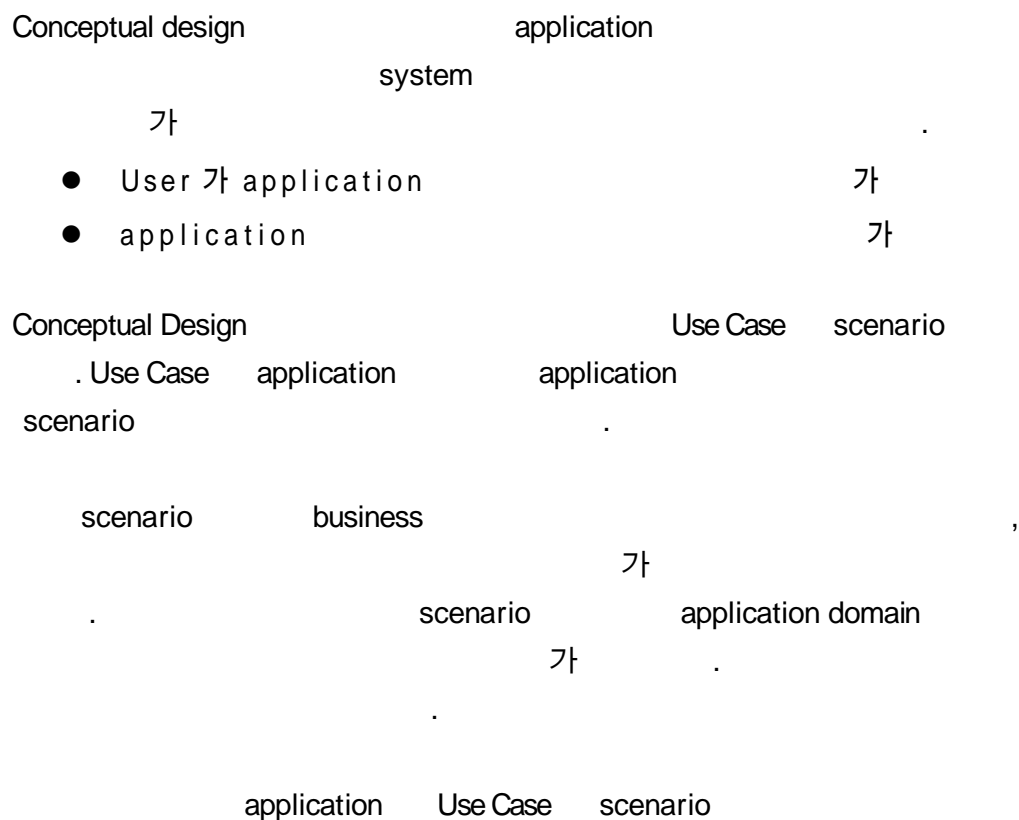 Conceptual design application
system
가 .
● User 가 application 가
● application 가
Conceptual Design Use Case scenario
. Use Case application application
scenario .
scenario business ,
가
. scenario application domain
가 .
.
application Use Case scenario